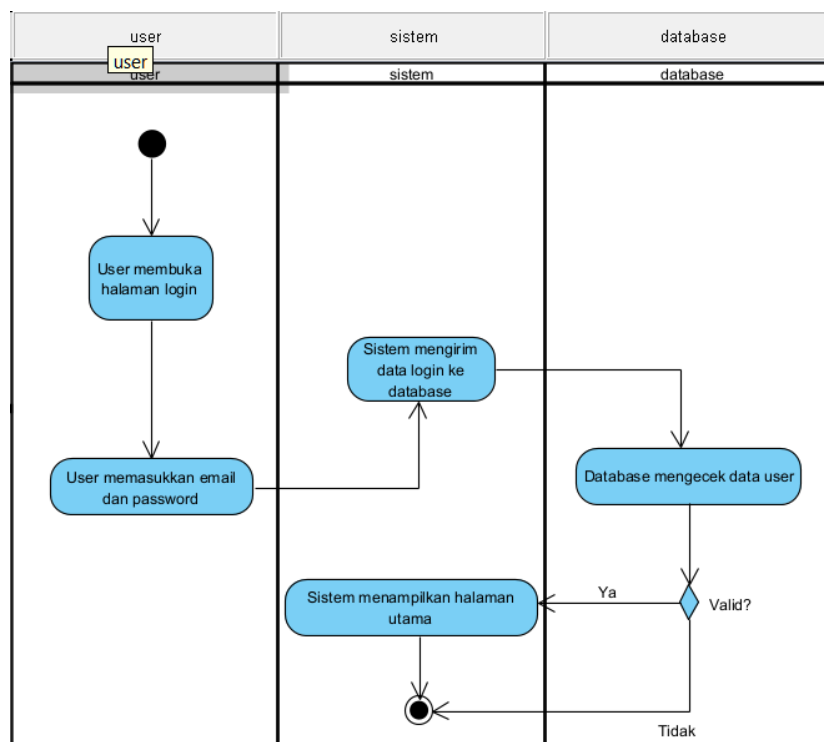 user
sistem
database
user
user
sistem
database
User membuka
halaman login
Sistem mengirim
data login ke
database
User memasukkan email
dan password
Database mengecek data user
Sistem menampilkan halaman
utama
Ya
Valid?
Tidak